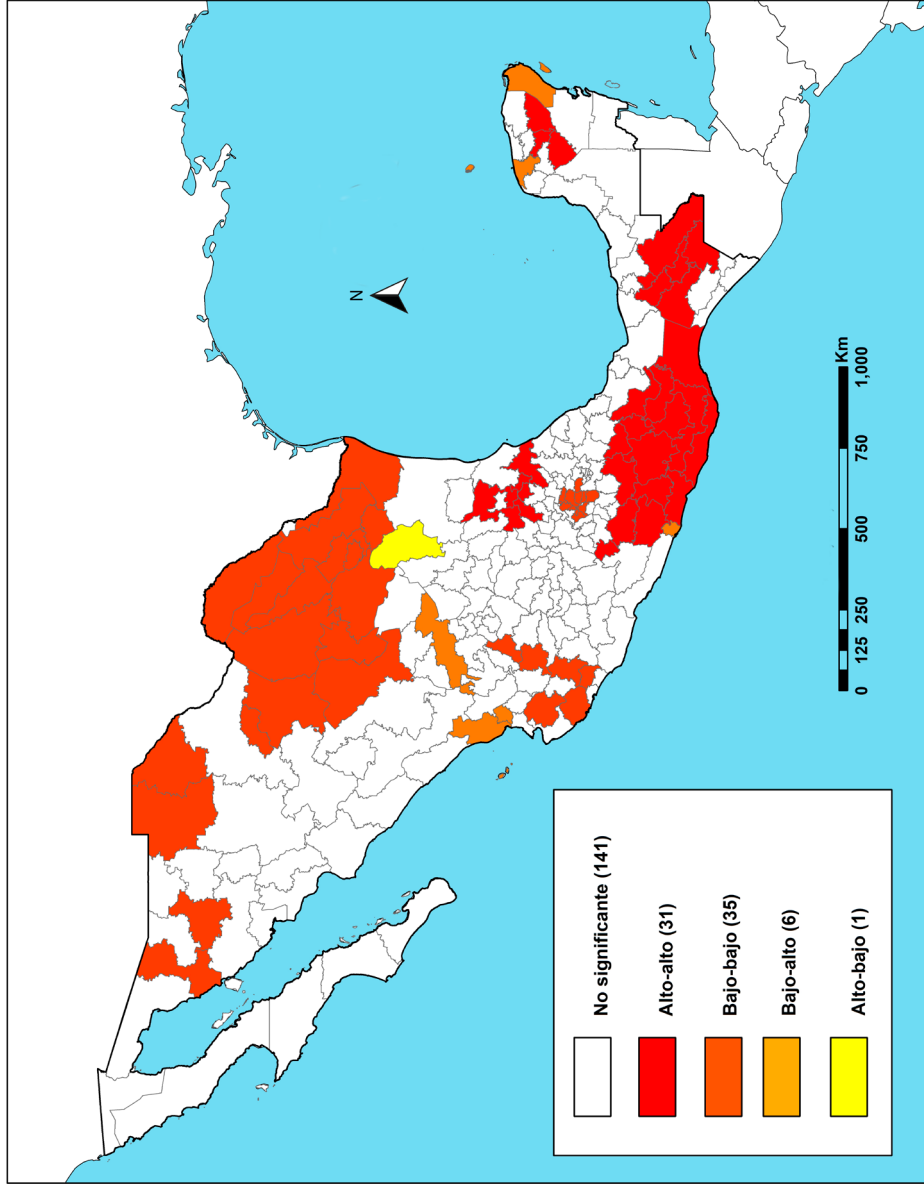 N
0 125 250 500 750 1,000
Km
No significante (141)
Alto-alto (31)
Bajo-bajo (35)
Bajo-alto (6)
Alto-bajo (1)